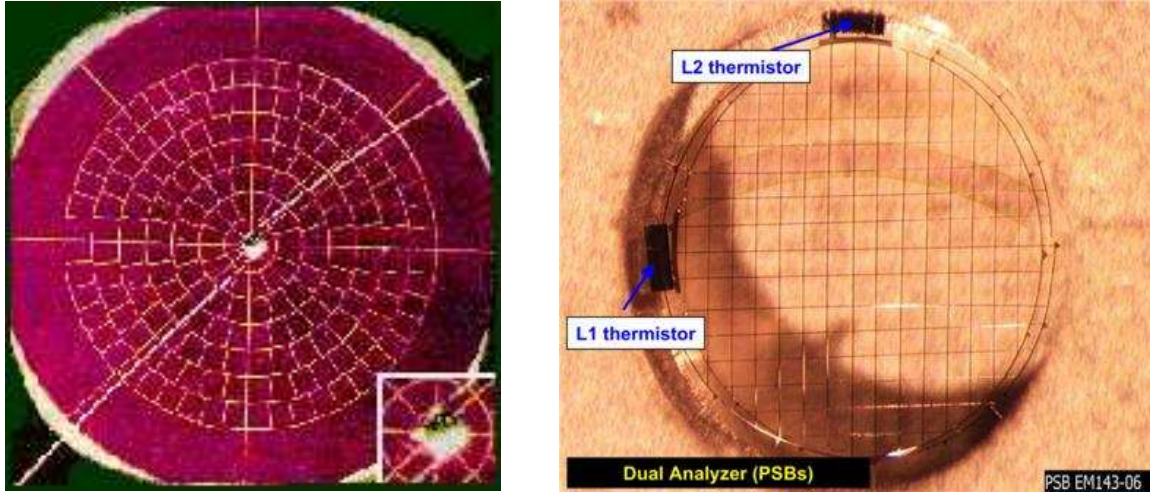 L2 thermistor
L1 thermistor
Dual Analyzer (PSBs)
PSB EM143-06